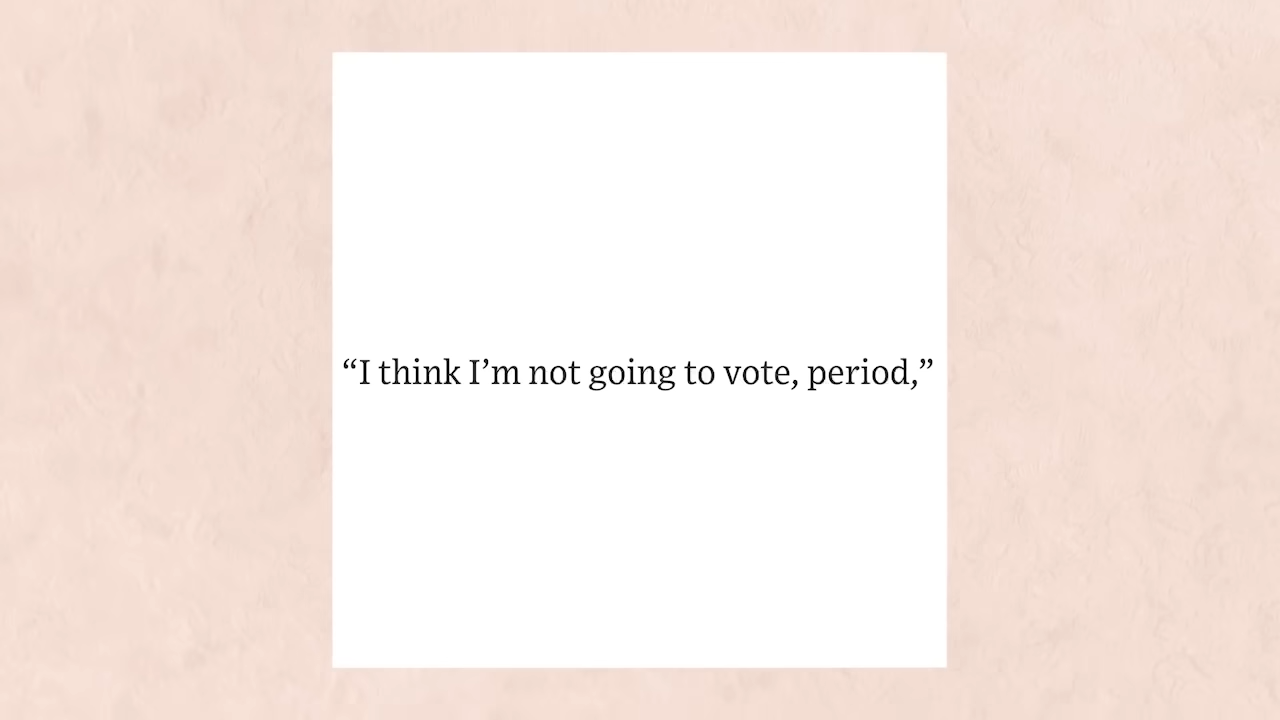 “I think I’m not going to vote, period,”